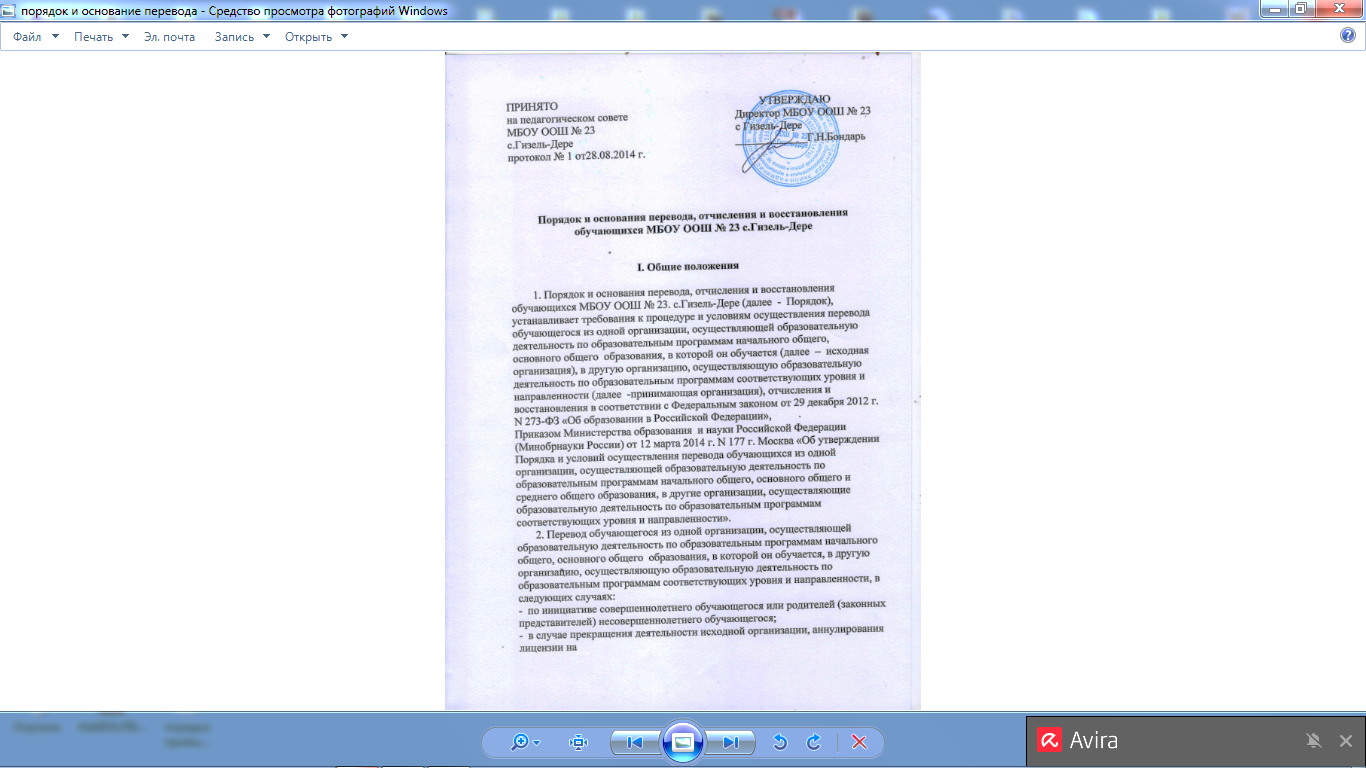 порядок и основание перевода - Средство просмотра фотографий Windows
Файл Печать Эл. почта Запись Открыть
ПРИНЯТО
на педагогическом совете
МБОУ ООШ № 23
с.Гизель-Дере
протокол № 1 от28.08.2014 г.
УТВЕРЖДАЮ
Директор МБОУ ООШ № 23
с Гизель-Дере
Г.Н.Бондарь
Порядок и основания перевода, отчисления и восстановления
обучающихся МБОУ ООШ № 23 с.Гизель-Дере
I. Общие положения
1. Порядок и основания перевода, отчисления и восстановления
обучающихся МБОУ ООШ № 23. с.Гизель-Дере (далее - Порядок),
устанавливает требования к процедуре и условиям осуществления перевода
обучающегося из одной организации, осуществляющей образовательную
деятельность по образовательным программам начального общего,
основного общего образования, в которой он обучается (далее – исходная
организация), в другую организацию, осуществляющую образовательную
деятельность по образовательным программам соответствующих уровня и
направленности (далее -принимающая организация), отчисления и
восстановления в соответствии с Федеральным законом от 29 декабря 2012 г.
N 273-ФЗ «Об образовании в Российской Федерации»,
Приказом Министерства образования и науки Российской Федерации
(Минобрнауки России) от 12 марта 2014 г. N 177 г. Москва «Об утверждении
Порядка и условий осуществления перевода обучающихся из одной
организации, осуществляющей образовательную деятельность по
образовательным программам начального общего, основного общего и
среднего общего образования, в другие организации, осуществляющие
образовательную деятельность по образовательным программам
соответствующих уровня и направленности».
2. Перевод обучающегося из одной организации, осуществляющей
образовательную деятельность по образовательным программам начального
общего, основного общего образования, в которой он обучается, в другую
организацию, осуществляющую образовательную деятельность по
образовательным программам соответствующих уровня и направленности, в
следующих случаях:
- по инициативе совершеннолетнего обучающегося или родителей (законных
представителей) несовершеннолетнего обучающегося;
- в случае прекращения деятельности исходной организации, аннулирования
лицензии на
Avira